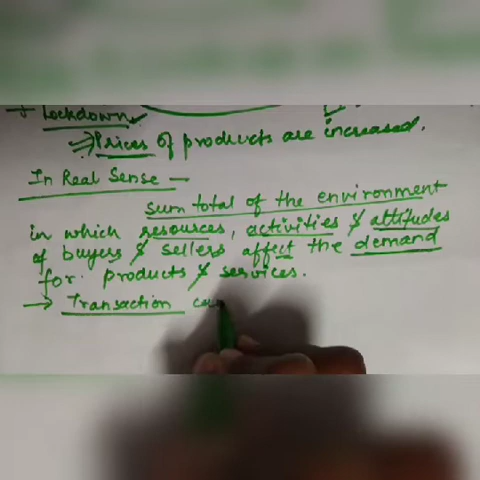 Lockdown
Prices of products are increased.
In Real Sense -
sum total of the environment
in which resources, activities & attitudes
of buyers & sellers affect the demand
for products & services.
→ Transaction